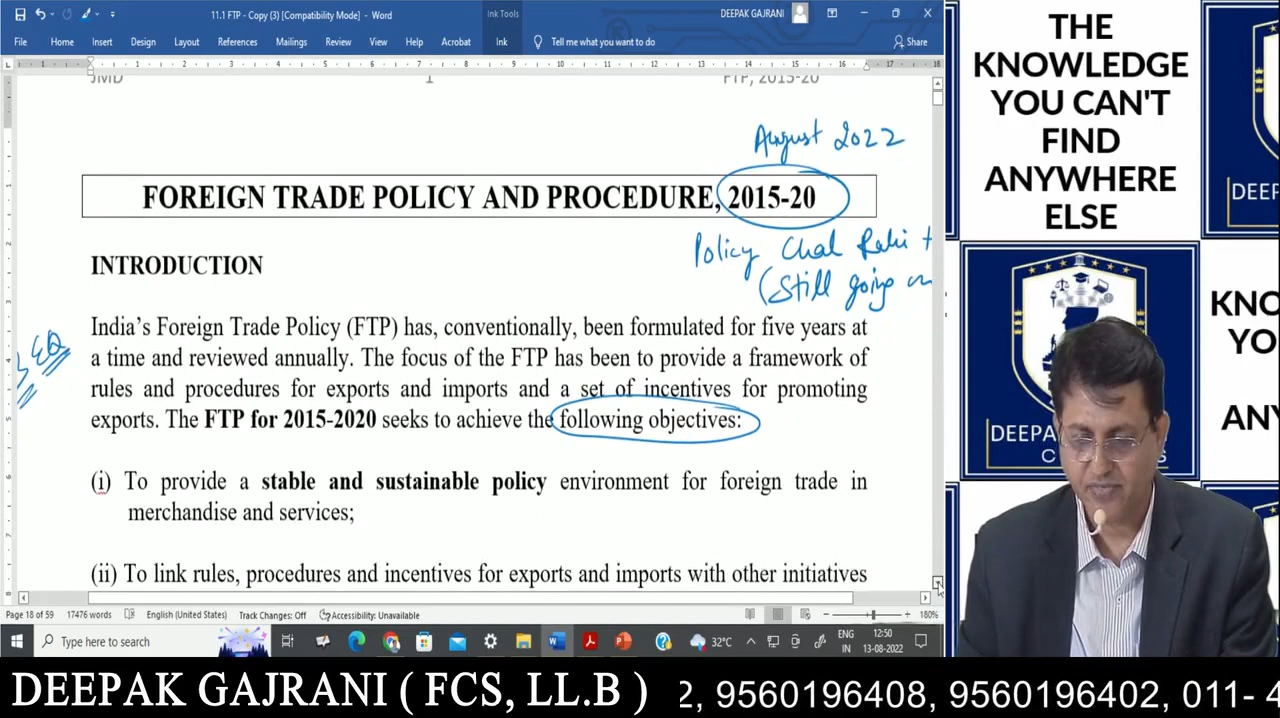 11.1 FTP - Copy (3) [Compatibility Mode] - Word
Ink Tools
DEEPAK GAJRANI
File Home Insert Design Layout References Mailings Review View Help Acrobat Ink Tell me what you want to do Share
JMD 1 FTP, 2015-20
August 2022
FOREIGN TRADE POLICY AND PROCEDURE, 2015-20
Policy Chal Rahi
(Still going
INTRODUCTION
India's Foreign Trade Policy (FTP) has, conventionally, been formulated for five years at
a time and reviewed annually. The focus of the FTP has been to provide a framework of
rules and procedures for exports and imports and a set of incentives for promoting
exports. The FTP for 2015-2020 seeks to achieve the following objectives:
(i) To provide a stable and sustainable policy environment for foreign trade in
merchandise and services;
(ii) To link rules, procedures and incentives for exports and imports with other initiatives
Page 18 of 59 17476 words English (United States) Track Changes: Off Accessibility: Unavailable 180%
Type here to search
32°C
ENG
IN
12:50
13-08-2022
THE
KNOWLEDGE
YOU CAN'T
FIND
ANYWHERE
ELSE
DEEP
KNO
YO
AN
DEEPA
C S
DEEPAK GAJRANI ( FCS, LL.B ) 2, 9560196408, 9560196402, 011- 4